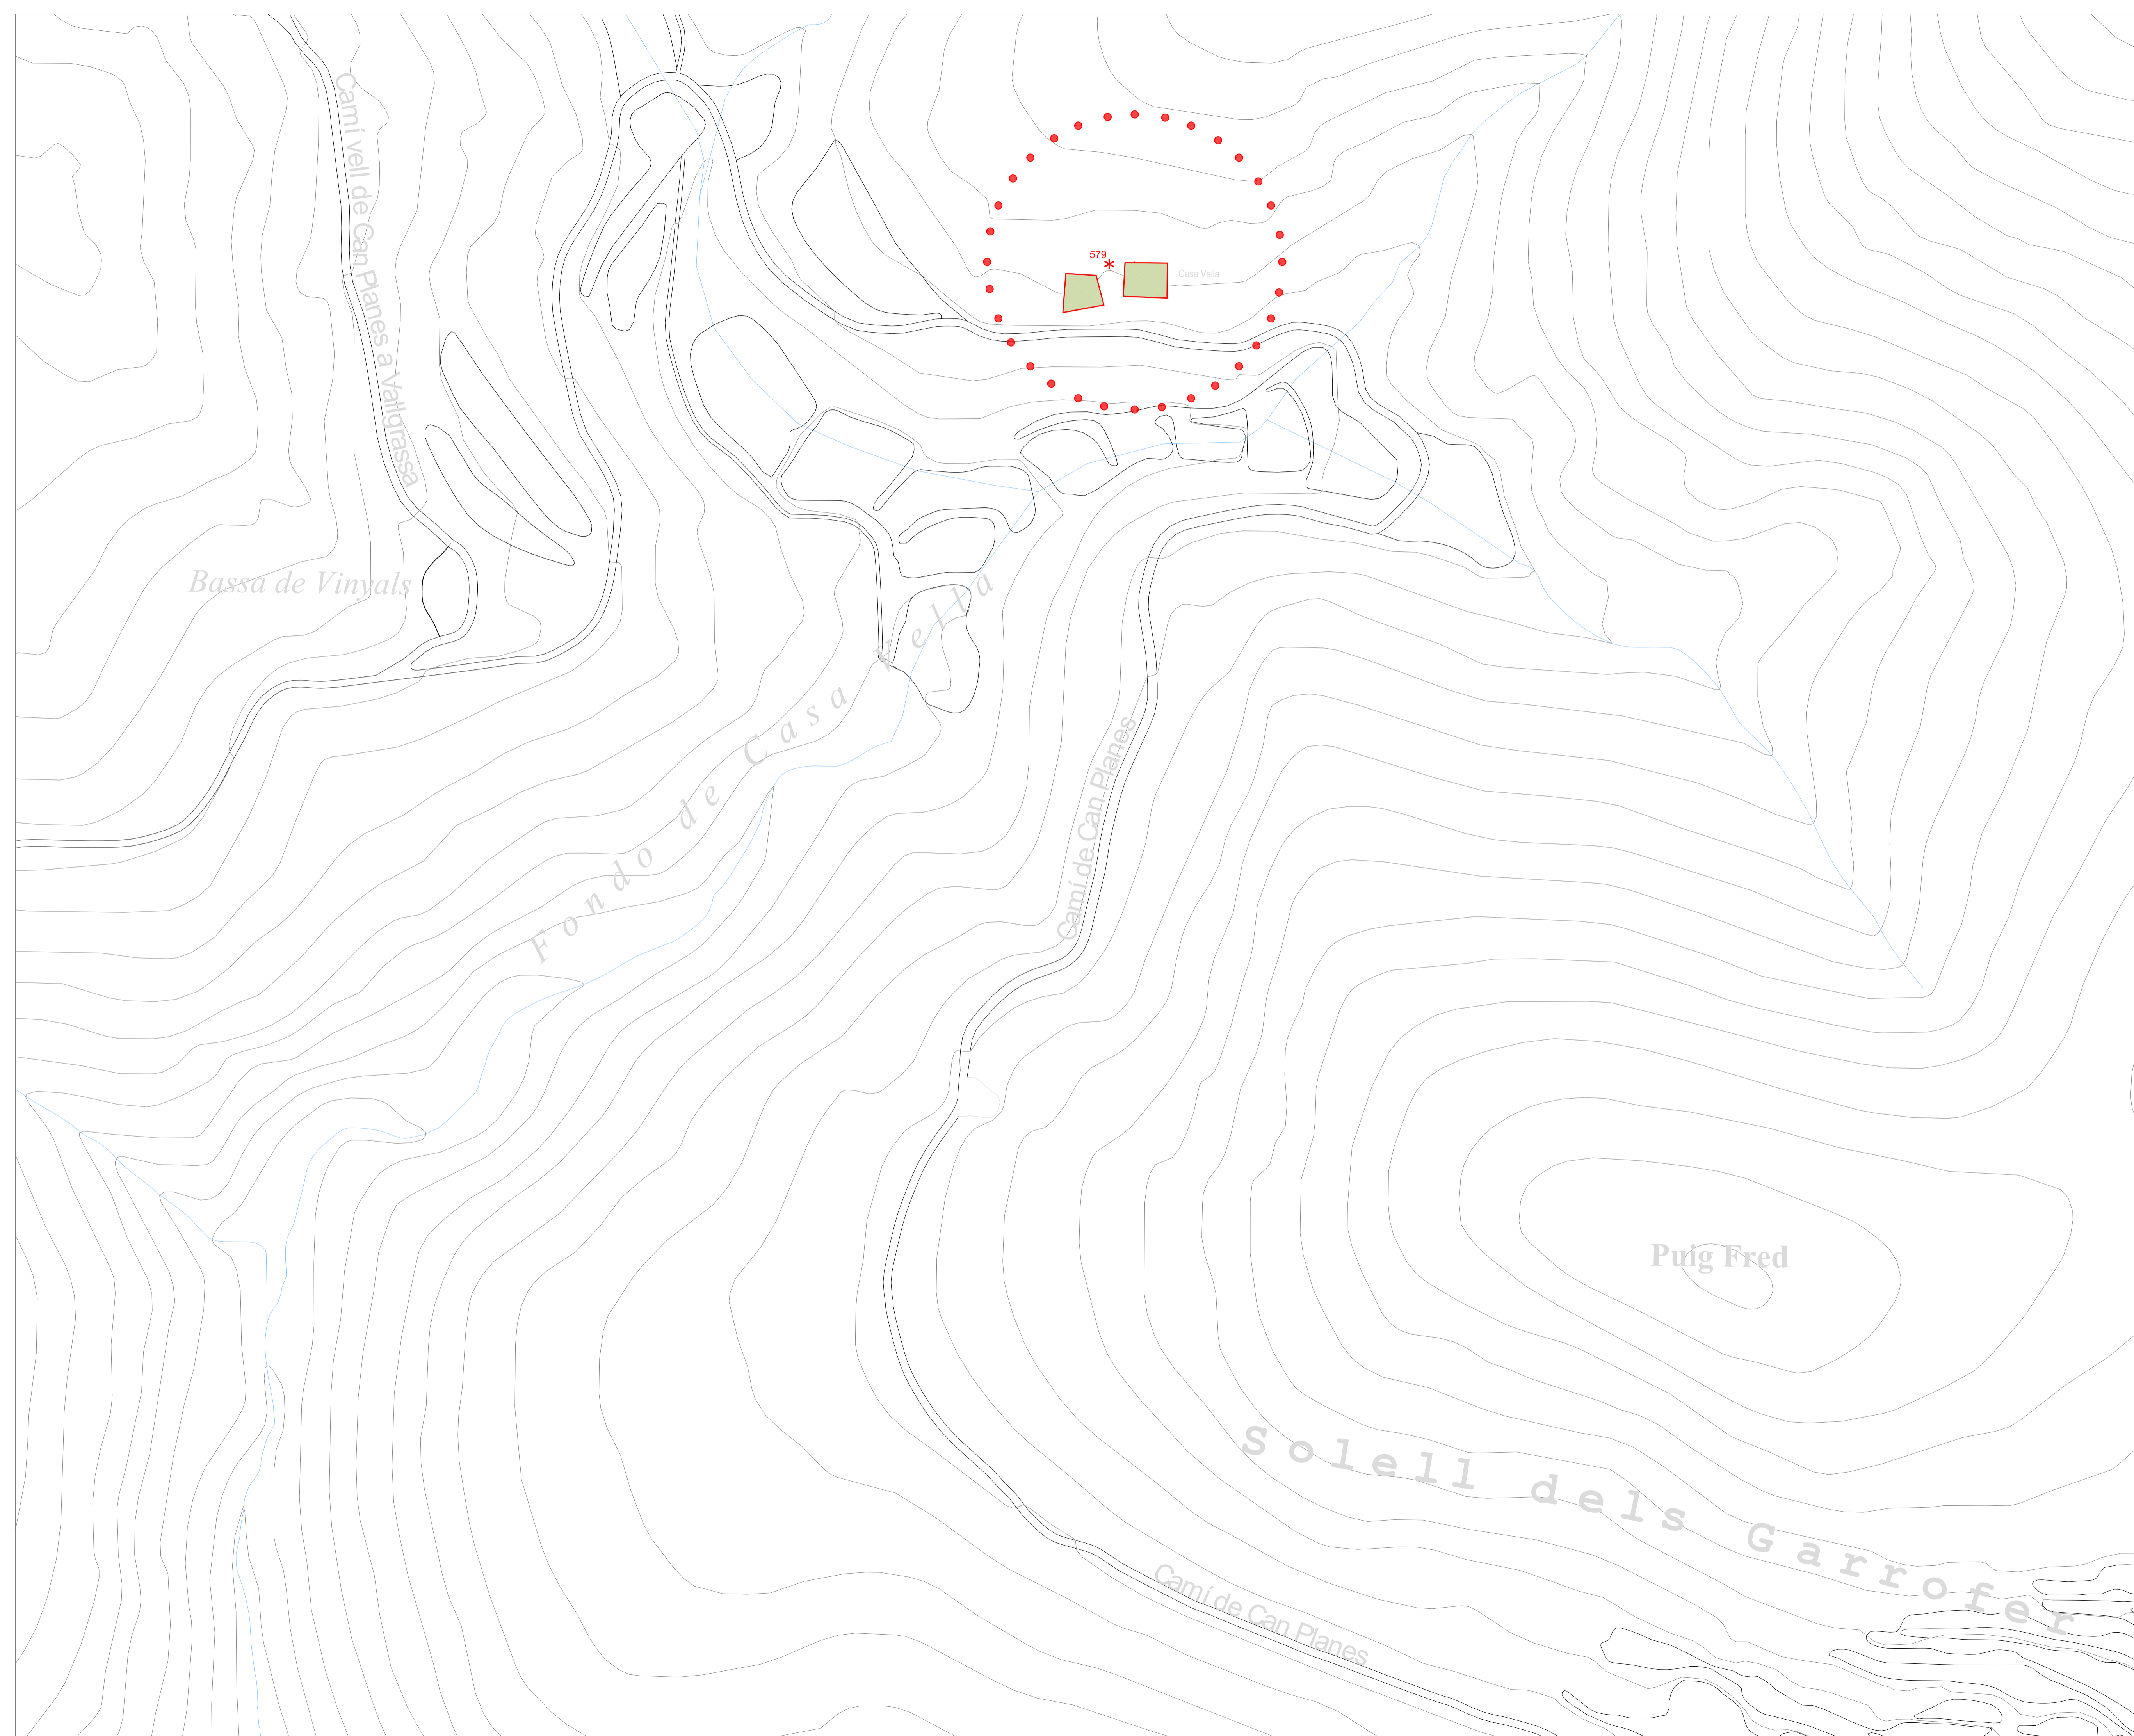 Camí vell de Can Planes a Valldrassa
579
*
Casa Vella
Bassa de Vinyals
Fondo de Casa Vella
Camí de Can Planes
Puig Fred
Solell dels Garrofer
Camí de Can Planes